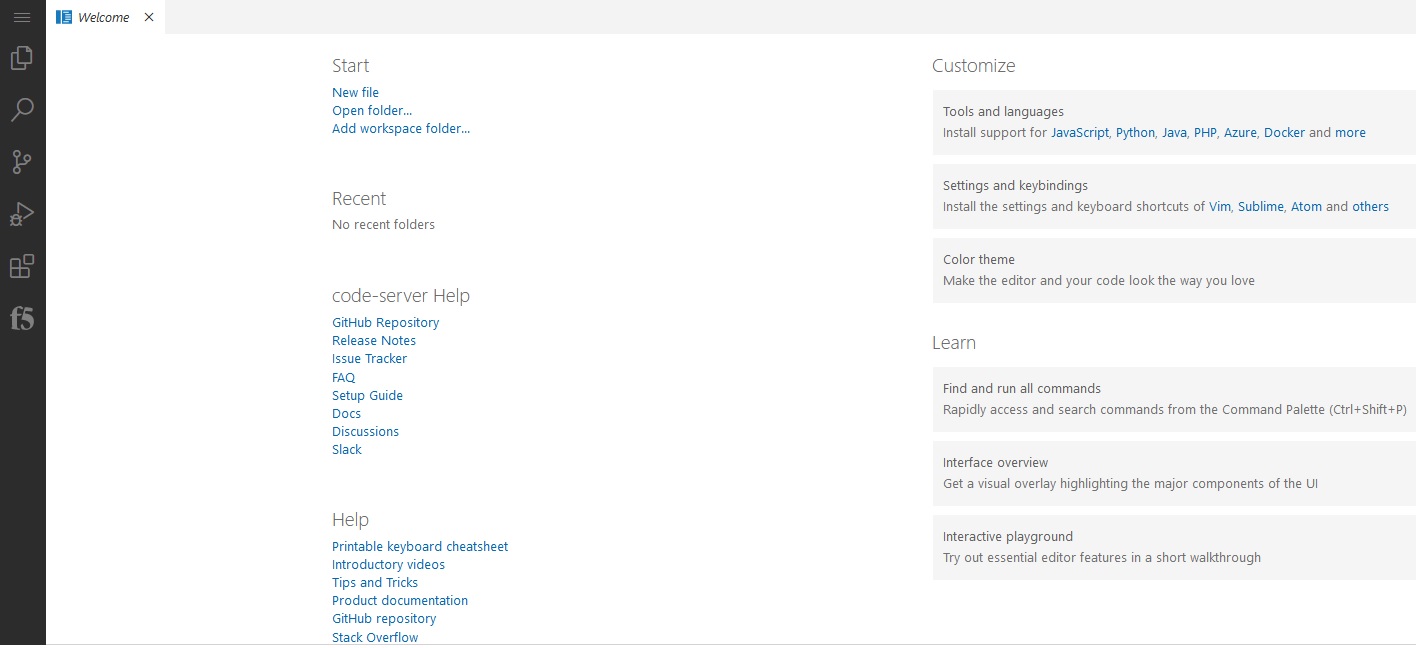 Welcome
Start
New file
Open folder...
Add workspace folder...
Recent
No recent folders
code-server Help
GitHub Repository
Release Notes
Issue Tracker
FAQ
Setup Guide
Docs
Discussions
Slack
Help
Printable keyboard cheatsheet
Introductory videos
Tips and Tricks
Product documentation
GitHub repository
Stack Overflow
Customize
Tools and languages
Install support for JavaScript, Python, Java, PHP, Azure, Docker and more
Settings and keybindings
Install the settings and keyboard shortcuts of Vim, Sublime, Atom and others
Color theme
Make the editor and your code look the way you love
Learn
Find and run all commands
Rapidly access and search commands from the Command Palette (Ctrl+Shift+P)
Interface overview
Get a visual overlay highlighting the major components of the UI
Interactive playground
Try out essential editor features in a short walkthrough
f5